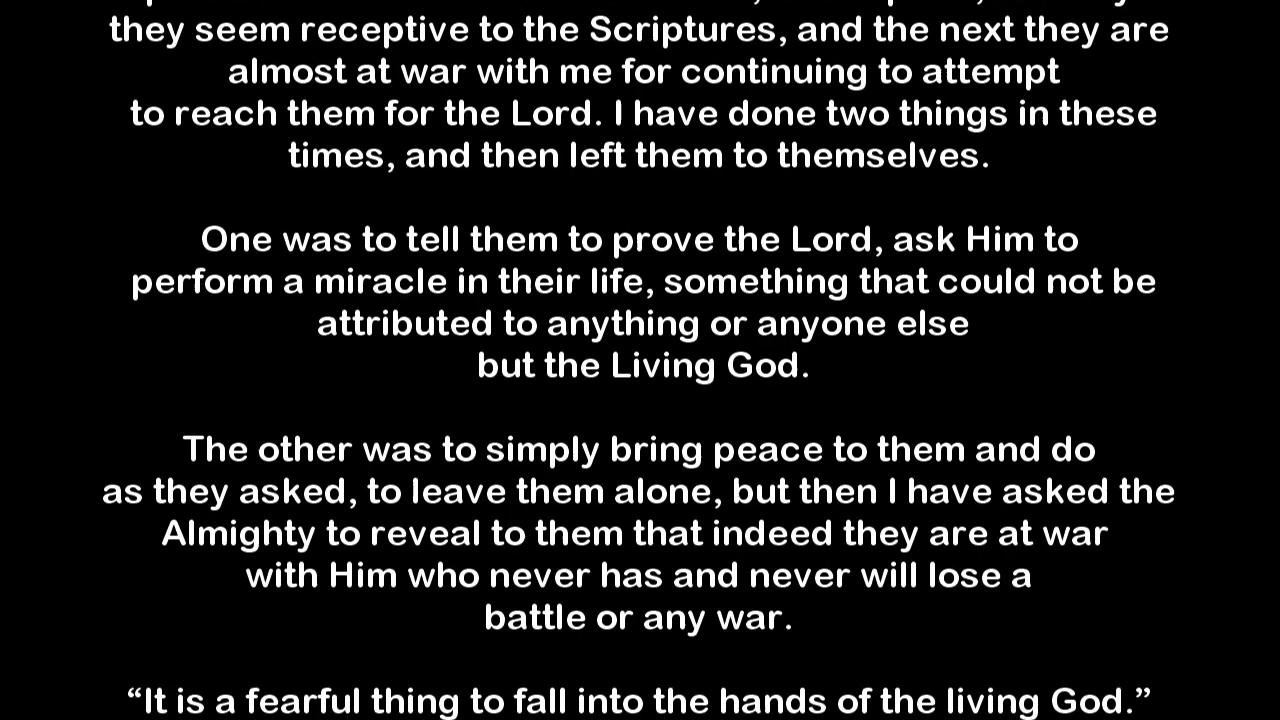 they seem receptive to the Scriptures, and the next they are
almost at war with me for continuing to attempt
to reach them for the Lord. I have done two things in these
times, and then left them to themselves.
One was to tell them to prove the Lord, ask Him to
perform a miracle in their life, something that could not be
attributed to anything or anyone else
but the Living God.
The other was to simply bring peace to them and do
as they asked, to leave them alone, but then I have asked the
Almighty to reveal to them that indeed they are at war
with Him who never has and never will lose a
battle or any war.
“It is a fearful thing to fall into the hands of the living God.”